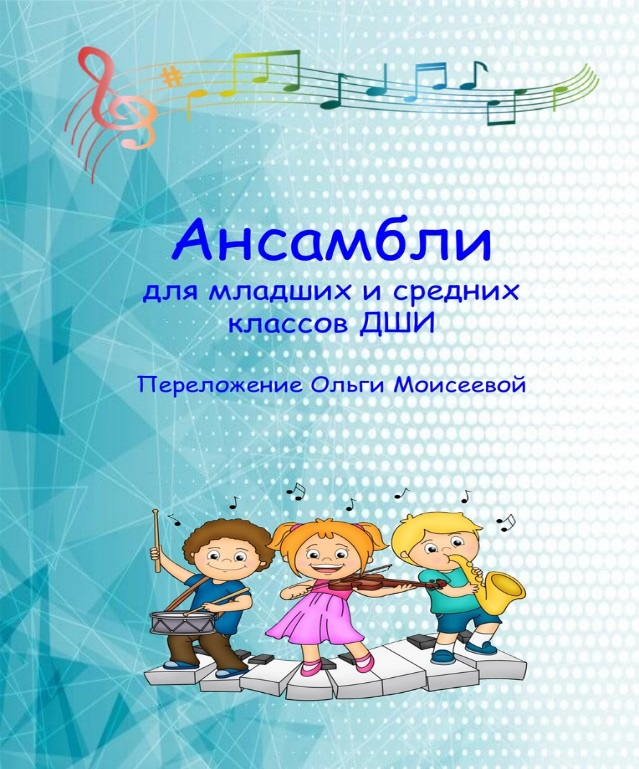 Ансамбли
для младших и средних
классов ДШИ
Переложение Ольги Моисеевой